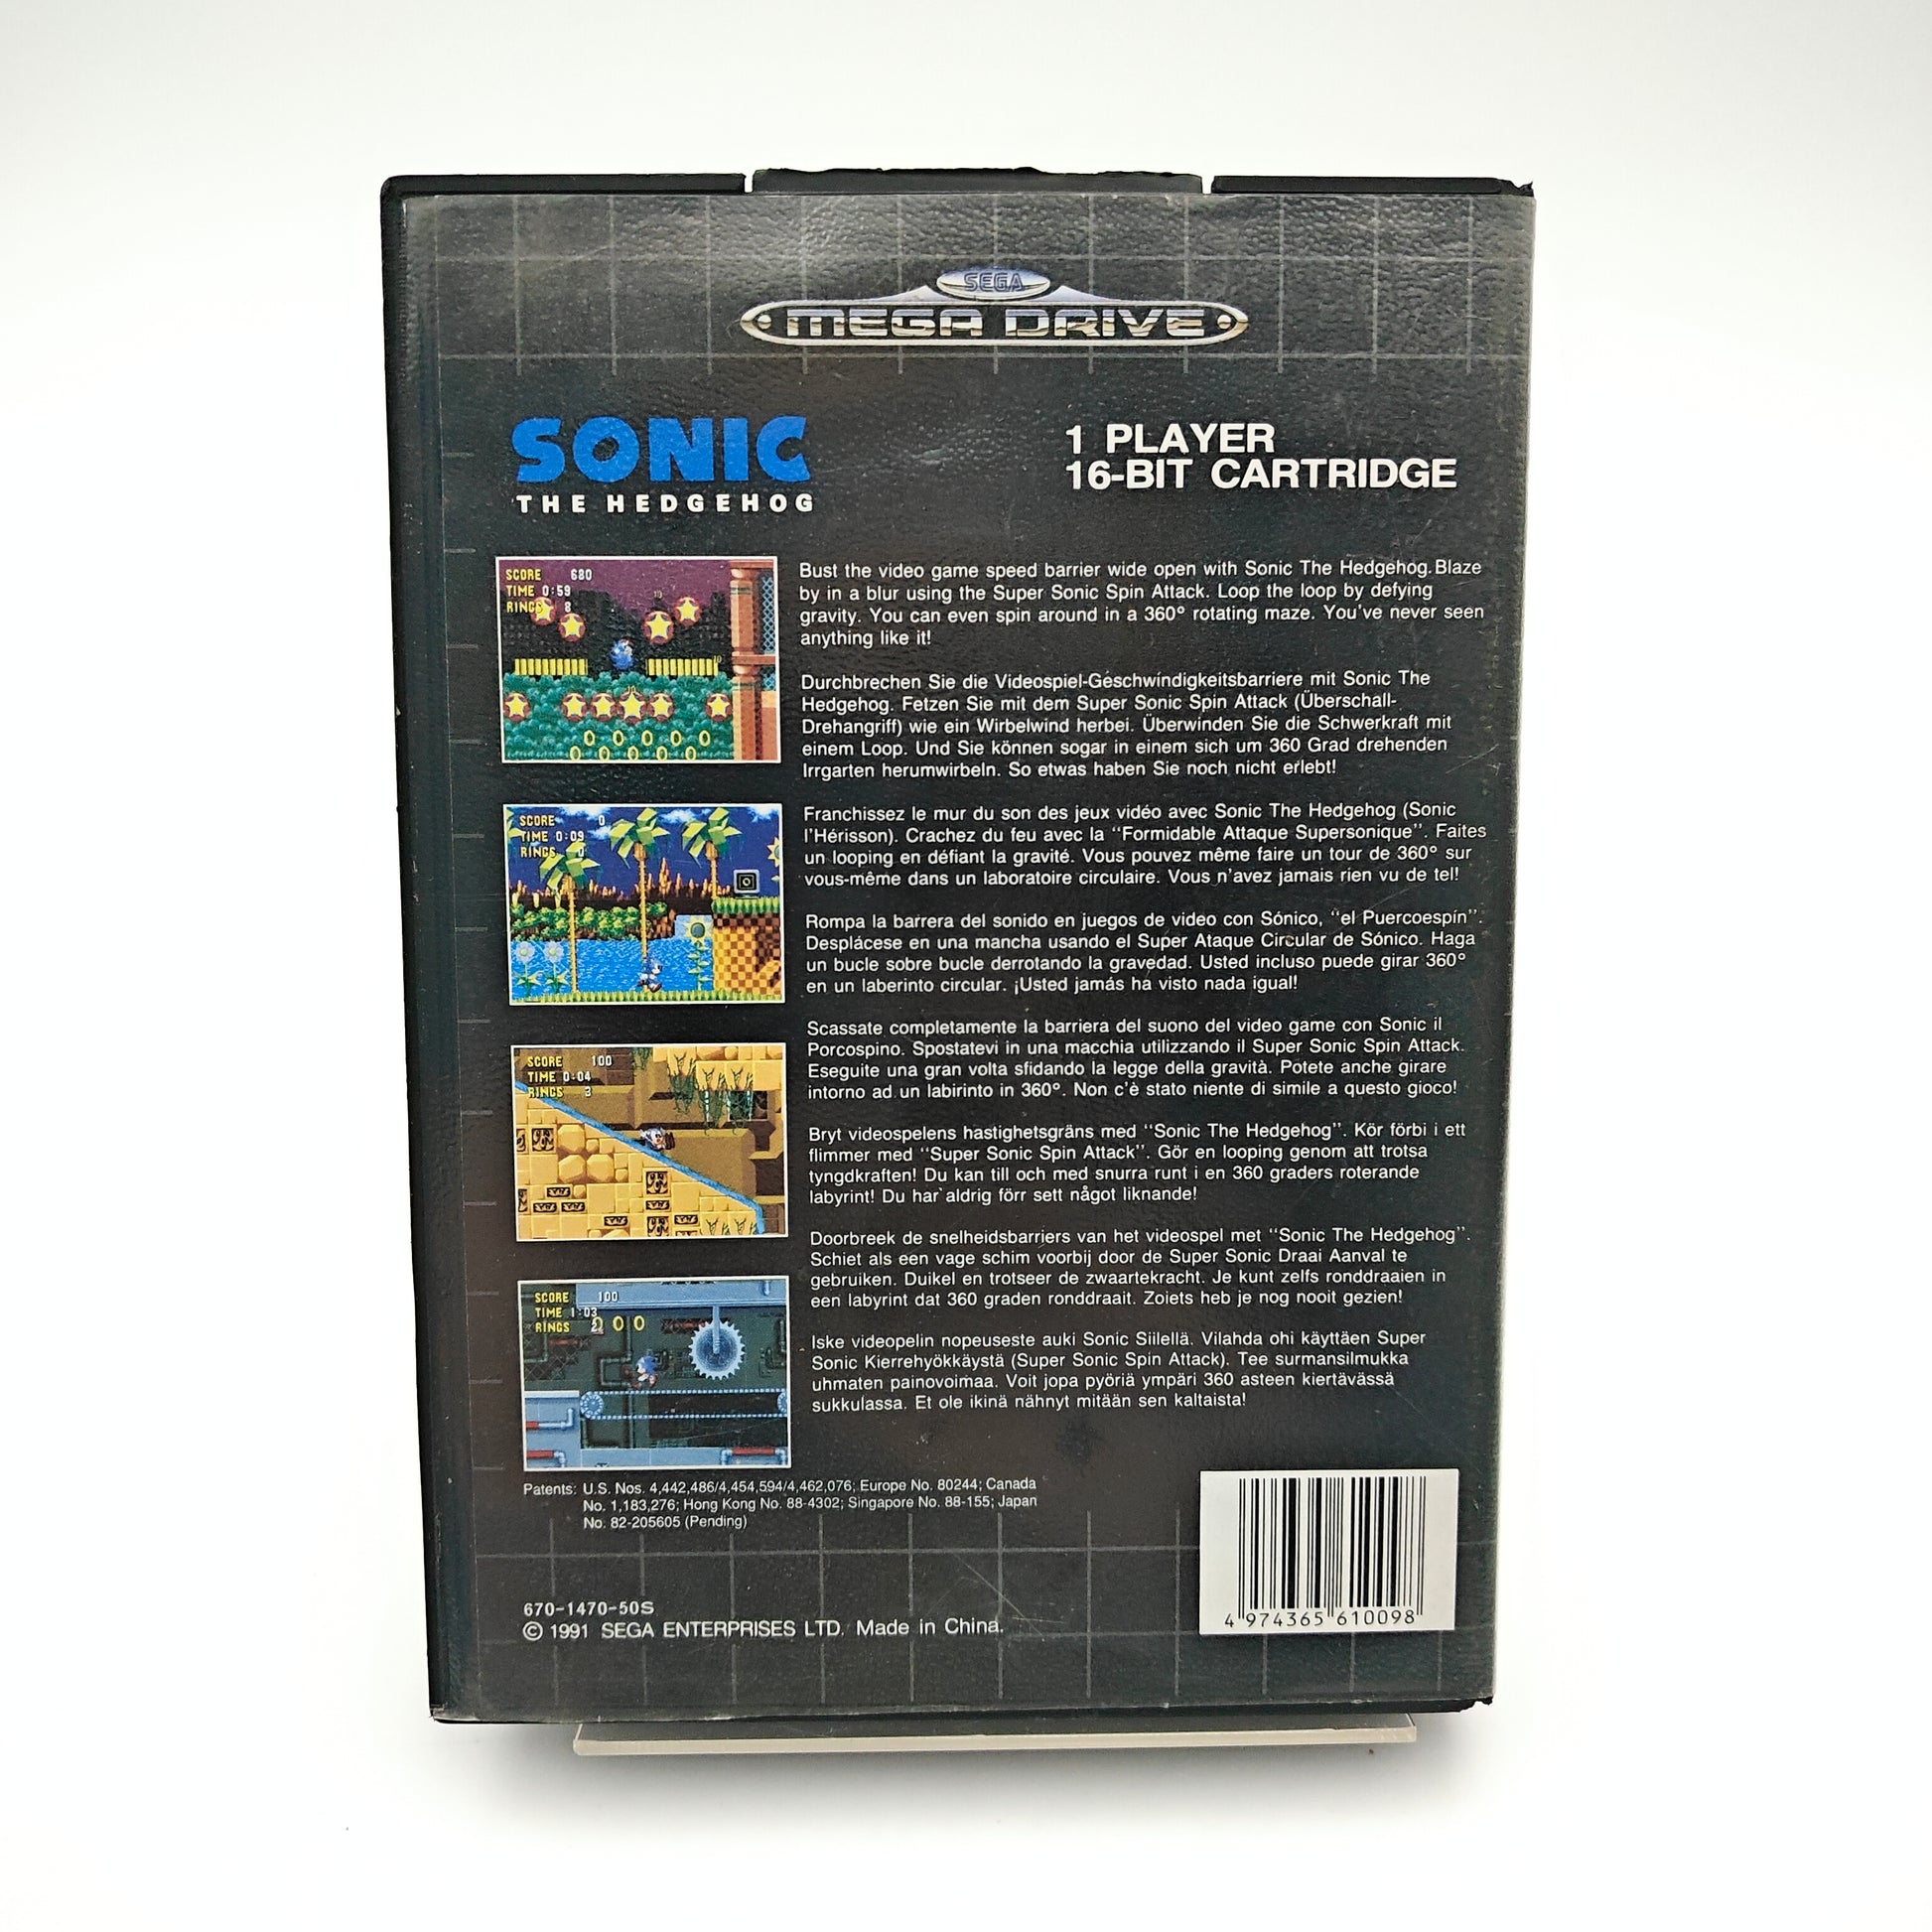 SEGA
MEGA DRIVE
SONIC
THE HEDGEHOG
1 PLAYER
16-BIT CARTRIDGE
SCORE 680
TIME 0:59
RINGS 8
Bust the video game speed barrier wide open with Sonic The Hedgehog. Blaze
by in a blur using the Super Sonic Spin Attack. Loop the loop by defying
gravity. You can even spin around in a 360° rotating maze. You've never seen
anything like it!
Durchbrechen Sie die Videospiel-Géschwindigkeitsbarriere mit Sonic The
Hedgehog. Fetzen Sie mit dem Super Sonic Spin Attack (Überschall-
Drehangriff) wie ein Wirbelwind herbei. Überwinden Sie die Schwerkraft mit
einem Loop. Und Sie können sogar in einem sich um 360 Grad drehenden
Irrgarten herumwirbeln. So etwas haben Sie noch nicht erlebt!
SCORE 0
TIME 0:09
RINGS 0
Franchissez le mur du son des jeux vidéo avec Sonic The Hedgehog (Sonic
l'Hérisson). Crachez du feu avec la "Formidable Attaque Supersonique". Faites
un looping en défiant la gravité. Vous pouvez même faire un tour de 360° sur
vous-même dans un laboratoire circulaire. Vous n'avez jamais rien vu de tel!
Rompa la barrera del sonido en juegos de video con Sónico, "el Puercoespín".
Desplácese en una mancha usando el Super Ataque Circular de Sónico. Haga
un bucle sobre bucle derrotando la gravedad. Usted incluso puede girar 360°
en un laberinto circular. ¡Usted jamás ha visto nada igual!
SCORE 100
TIME 0:04
RINGS 3
Scassate completamente la barriera del suono del video game con Sonic il
Porcospino. Spostatevi in una macchia utilizzando il Super Sonic Spin Attack.
Eseguite una gran volta sfidando la legge della gravità. Potete anche girare
intorno ad un labirinto in 360°. Non c'è stato niente di simile a questo gioco!
Bryt videospelens hastighetsgräns med "Sonic The Hedgehog". Kör förbi i ett
flimmer med "Super Sonic Spin Attack". Gör en looping genom att trotsa
tyngdkraften! Du kan till och med snurra runt i en 360 graders roterande
labyrint! Du har aldrig förr sett något liknande!
Doorbreek de snelheidsbarriers van het videospel met "Sonic The Hedgehog".
Schiet als een vage schim voorbij door de Super Sonic Draai Aanval te
gebruiken. Duikel en trotseer de zwaartekracht. Je kunt zelfs ronddraaien in
een labyrint dat 360 graden ronddraait. Zoiets heb je nog nooit gezien!
SCORE 100
TIME 1:03
RINGS 2
Iske videopelin nopeuseste auki Sonic Siilellä. Vilahda ohi käyttäen Super
Sonic Kierrehyökkäystä (Super Sonic Spin Attack). Tee surmansilmukka
uhmaten painovoimaa. Voit jopa pyöriä ympäri 360 asteen kiertävässä
sukkulassa. Et ole ikinä nähnyt mitään sen kaltaista!
Patents: U.S. Nos. 4,442,486/4,454,594/4,462,076; Europe No. 80244; Canada
No. 1,183,276; Hong Kong No. 88-4302; Singapore No. 88-155; Japan
No. 82-205605 (Pending)
670-1470-50S
© 1991 SEGA ENTERPRISES LTD. Made in China.
4 974365 610098